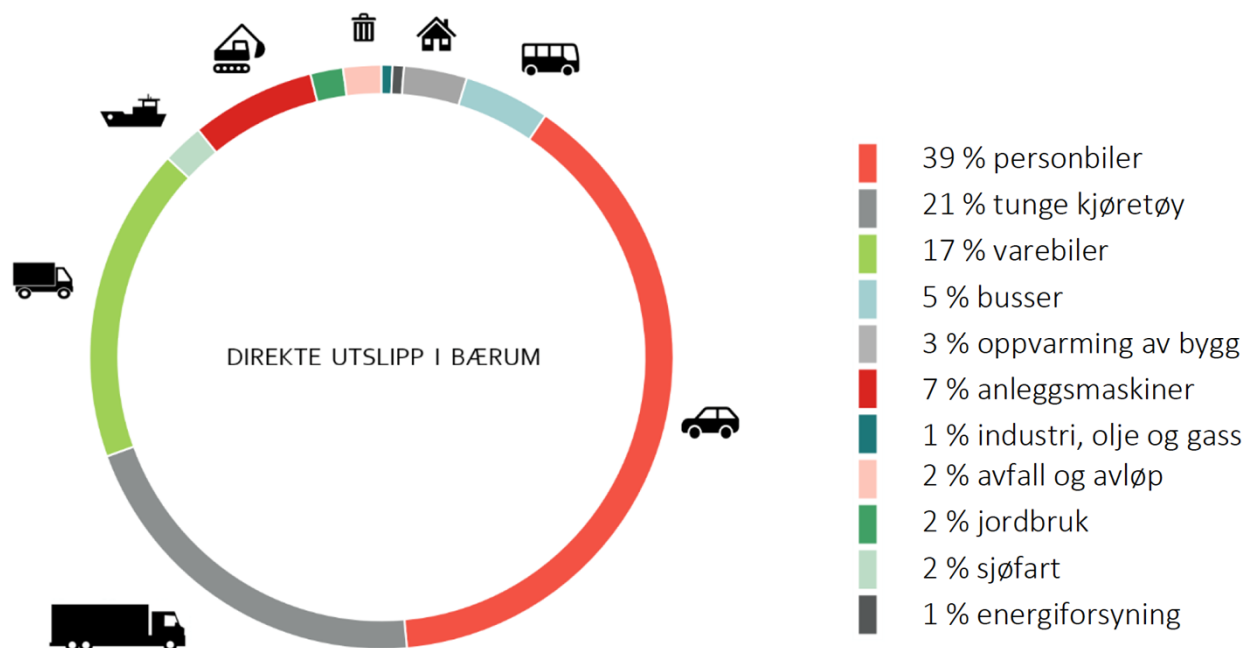 DIREKTE UTSLIPP I BÆRUM
39 % personbiler
21 % tunge kjøretøy
17 % varebiler
5 % busser
3 % oppvarming av bygg
7 % anleggsmaskiner
1 % industri, olje og gass
2 % avfall og avløp
2 % jordbruk
2 % sjøfart
1 % energiforsyning